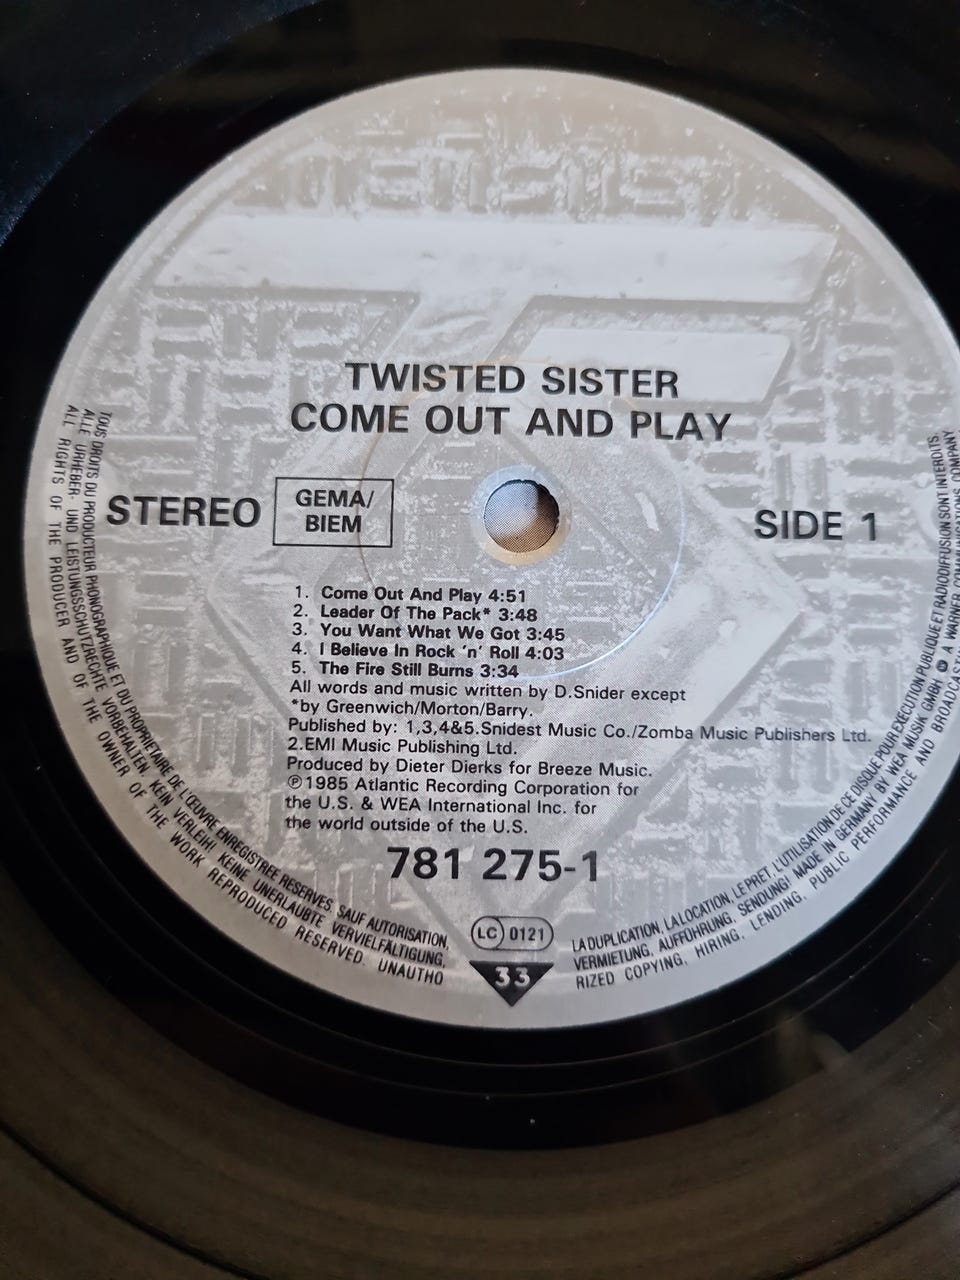 TWISTED SISTER
COME OUT AND PLAY
STEREO
GEMA/
BIEM
SIDE 1
1. Come Out And Play 4:51
2. Leader Of The Pack* 3:48
3. You Want What We Got 3:45
4. I Believe In Rock 'n' Roll 4:03
5. The Fire Still Burns 3:34
All words and music written by D.Snider except
*by Greenwich/Morton/Barry.
Published by: 1,3,4&5.Snidest Music Co./Zomba Music Publishers Ltd.
2.EMI Music Publishing Ltd.
Produced by Dieter Dierks for Breeze Music.
℗1985 Atlantic Recording Corporation for
the U.S. & WEA International Inc. for
the world outside of the U.S.
781 275-1
LC 0121
33
TOUS DROITS DU PRODUCTEUR PHONOGRAPHIQUE ET DU PROPRIETAIRE DE L'ŒUVRE ENREGISTREE RESERVES. SAUF AUTORISATION,
LA DUPLICATION, LA LOCATION, LE PRET, L'UTILISATION DE CE DISQUE POUR EXECUTION PUBLIQUE ET RADIODIFFUSION SONT INTERDITS.
ALLE URHEBER- UND LEISTUNGSSCHUTZRECHTE VORBEHALTEN. KEIN VERLEIH! KEINE UNERLAUBTE VERVIELFÄLTIGUNG,
VERMIETUNG, AUFFÜHRUNG, SENDUNG! MADE IN GERMANY BY WEA MUSIK GMBH A WARNER COMMUNICATIONS COMPANY
ALL RIGHTS OF THE PRODUCER AND OF THE OWNER OF THE WORK REPRODUCED RESERVED. UNAUTHO
RIZED COPYING, HIRING, LENDING, PUBLIC PERFORMANCE AND